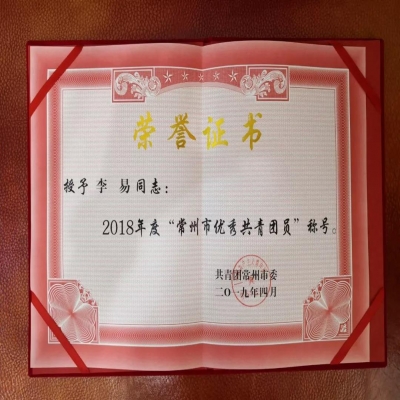 荣誉证书
授予李 易同志：
2018年度“常州市优秀共青团员”称号。
共青团常州市委
二〇一九年四月